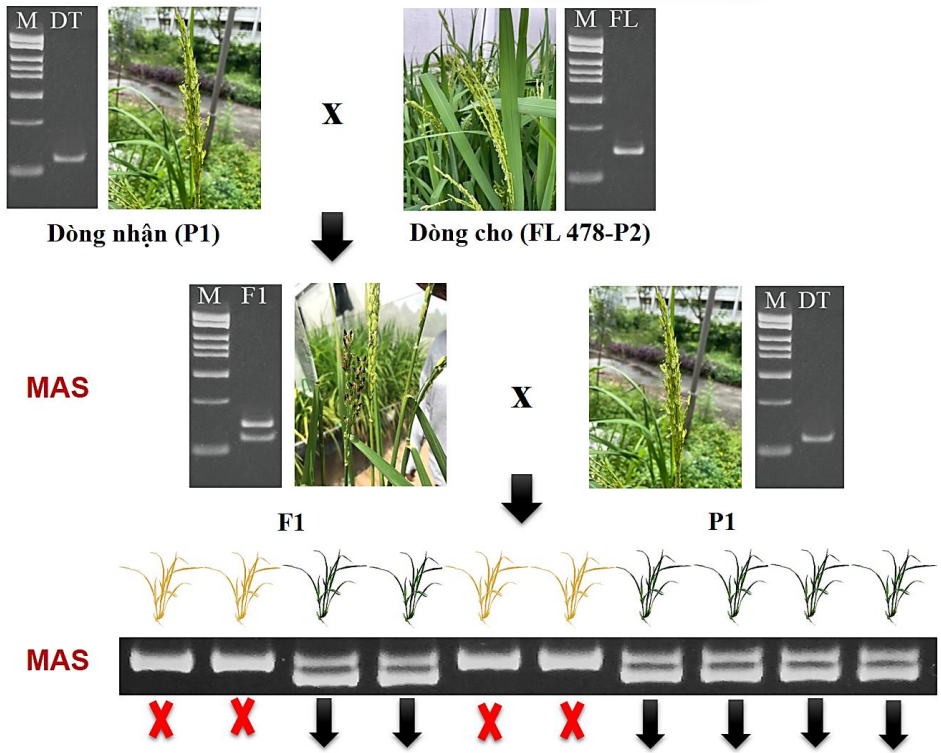 M DT
x
M FL
Dòng nhận (P1)
Dòng cho (FL 478-P2)
M F1
M DT
MAS
x
F1
P1
MAS